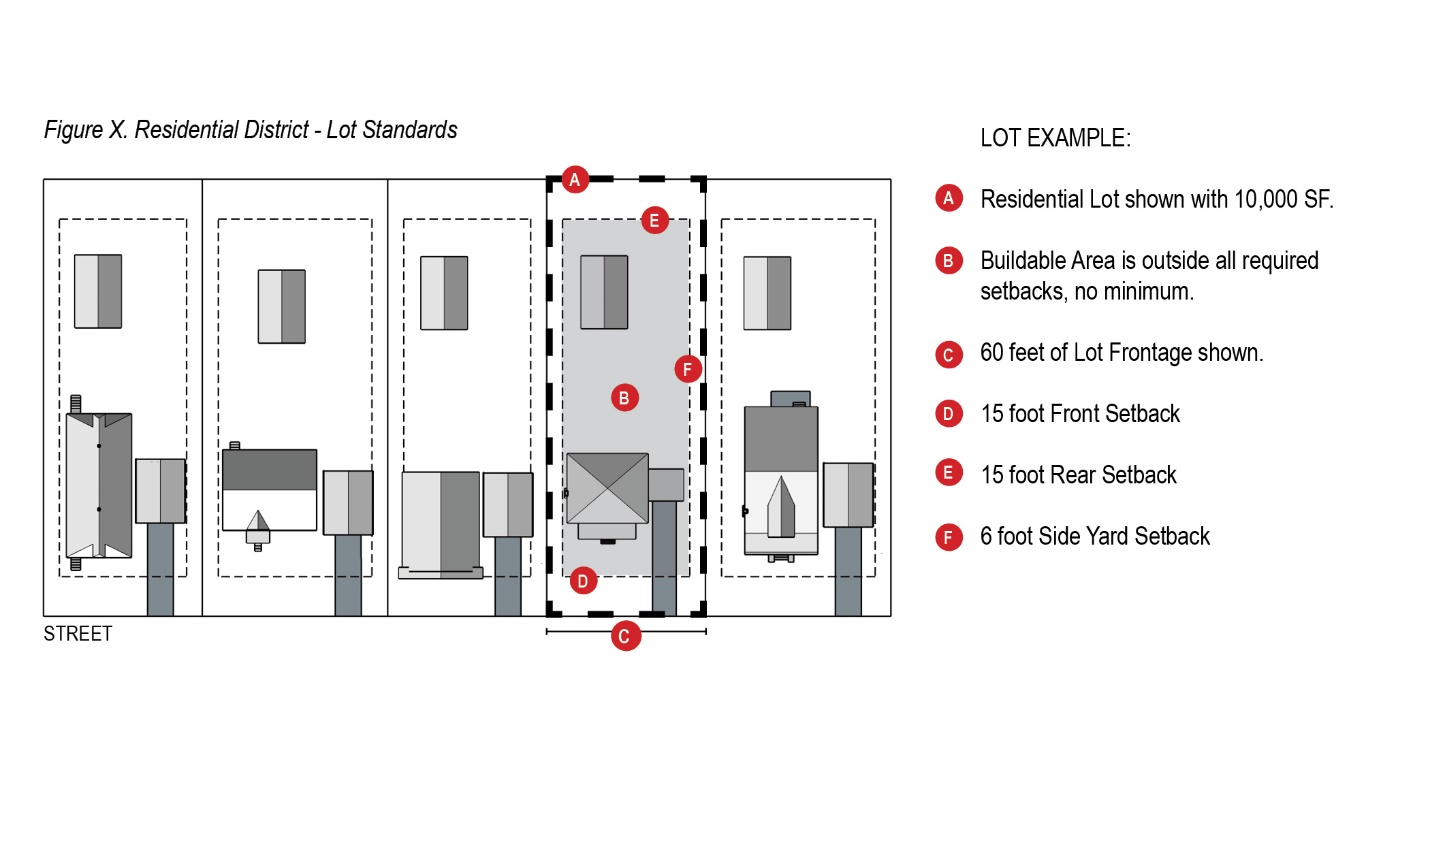 Figure X. Residential District - Lot Standards
A
E
F
B
D
C
STREET
LOT EXAMPLE:
A Residential Lot shown with 10,000 SF.
B Buildable Area is outside all required
setbacks, no minimum.
C 60 feet of Lot Frontage shown.
D 15 foot Front Setback
E 15 foot Rear Setback
F 6 foot Side Yard Setback